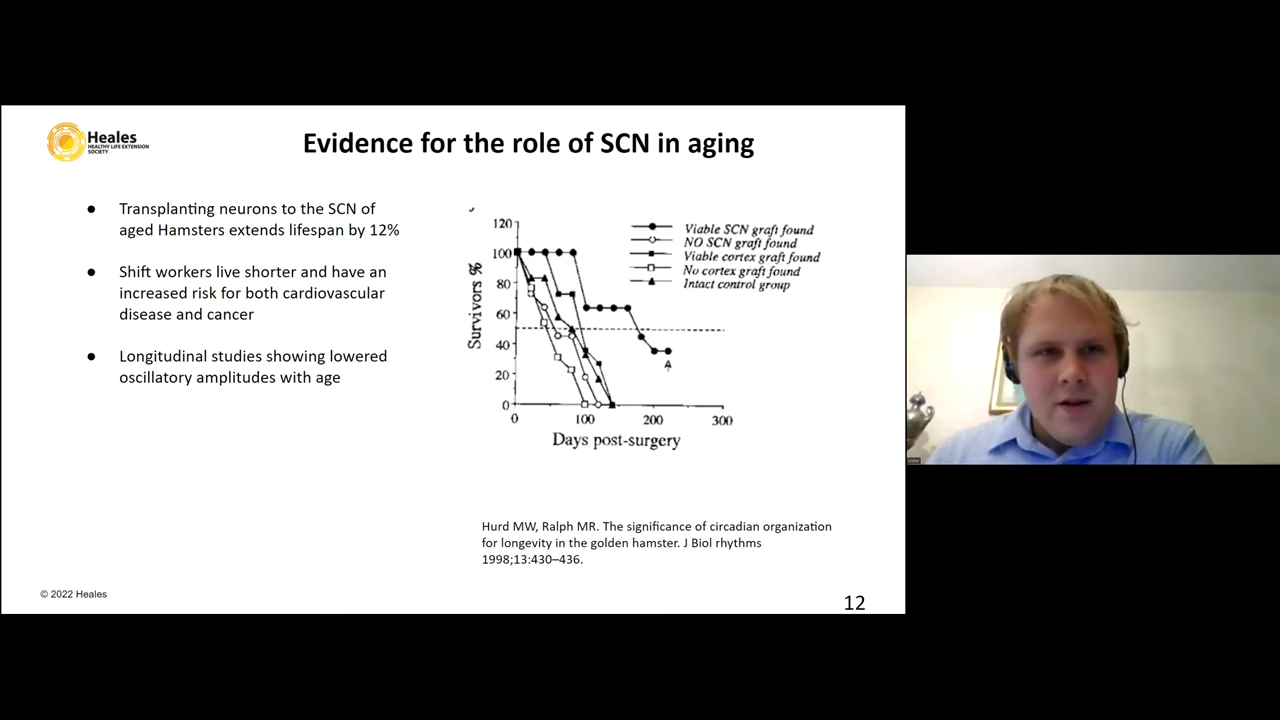 Heales
HEALTHY LIFE EXTENSION
SOCIETY
Evidence for the role of SCN in aging
● Transplanting neurons to the SCN of
aged Hamsters extends lifespan by 12%
● Shift workers live shorter and have an
increased risk for both cardiovascular
disease and cancer
● Longitudinal studies showing lowered
oscillatory amplitudes with age
Survivors %
120
100
80
60
40
20
0
0 100 200 300
Days post-surgery
Viable SCN graft found
NO SCN graft found
Viable cortex graft found
No cortex graft found
Intact control group
A
Hurd MW, Ralph MR. The significance of circadian organization
for longevity in the golden hamster. J Biol rhythms
1998;13:430–436.
© 2022 Heales
12